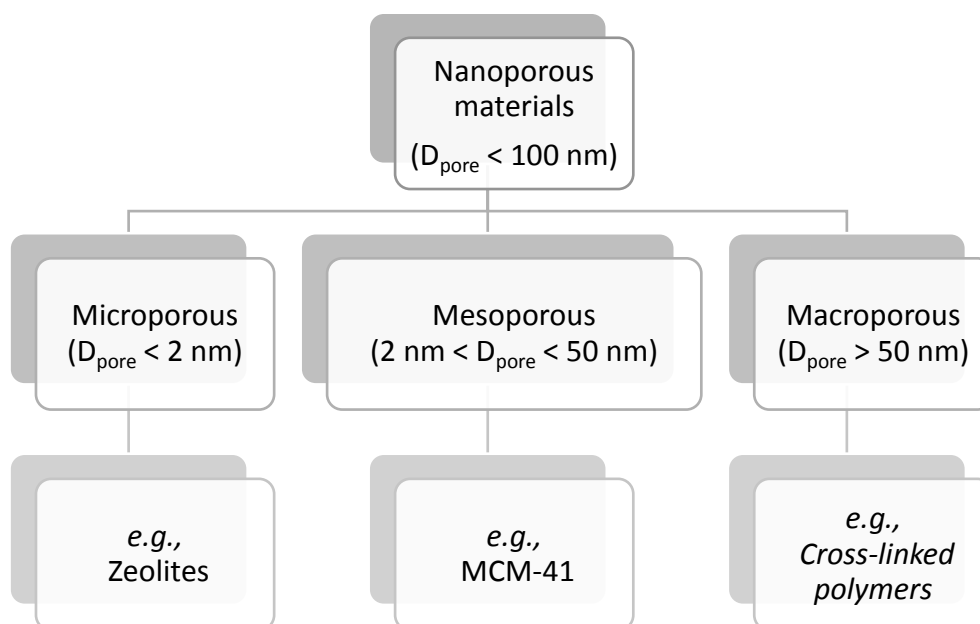 Nanoporous
materials
(Dpore < 100 nm)
Microporous
(Dpore < 2 nm)
Mesoporous
(2 nm < Dpore < 50 nm)
Macroporous
(Dpore > 50 nm)
e.g.,
Zeolites
e.g.,
MCM-41
e.g.,
Cross-linked
polymers